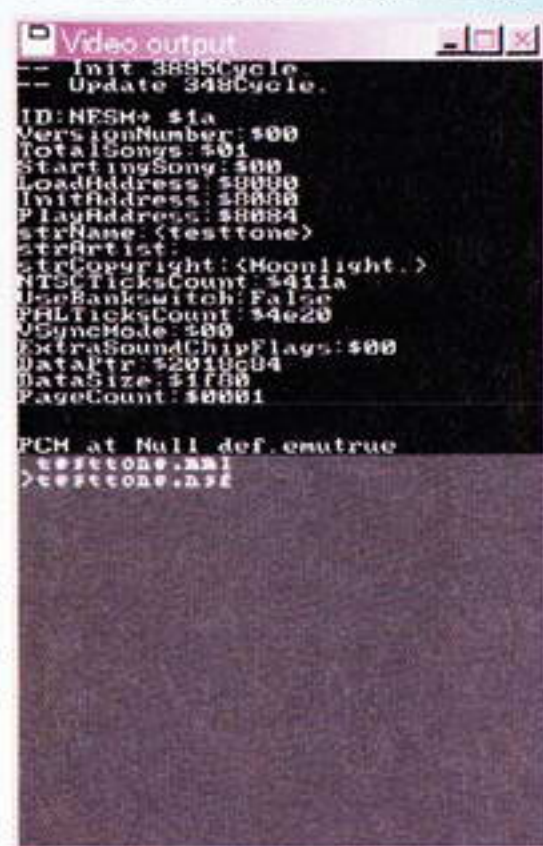 Video output
-- Init 3895Cycle.
-- Update 348Cycle.
ID:NESM→ $1a
VersionNumber:$00
TotalSongs:$01
StartingSong:$00
LoadAddress:$8080
InitAddress:$8080
PlayAddress:$8084
strName:<testtone>
strArtist:
strCopyright:<Moonlight.>
NTSCTicksCount:$411a
UseBankswitch:False
PALTicksCount:$4e20
VSyncMode:$00
ExtraSoundChipFlags:$00
DataPtr:$2018c84
DataSize:$1f80
PageCount:$0001
PCM at Null def.emutrue
testtone.mml
>testtone.nsf